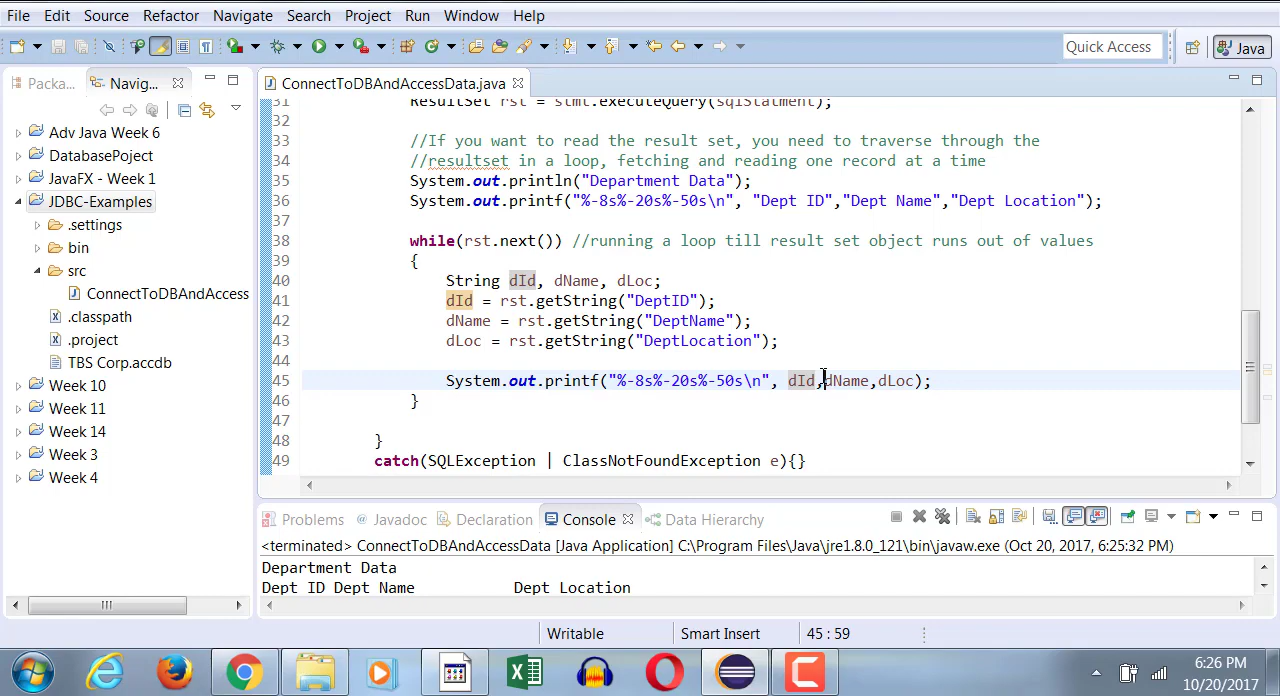 File Edit Source Refactor Navigate Search Project Run Window Help
Quick Access
Java
Packa...
Navig...
ConnectToDBAndAccessData.java
Adv Java Week 6
DatabasePoject
JavaFX - Week 1
JDBC-Examples
.settings
bin
src
ConnectToDBAndAccess
.classpath
.project
TBS Corp.accdb
Week 10
Week 11
Week 14
Week 3
Week 4
31 ResultSet rst = stmt.executeQuery(sqlStatment);
32
33 //If you want to read the result set, you need to traverse through the
34 //resultset in a loop, fetching and reading one record at a time
35 System.out.println("Department Data");
36 System.out.printf("%-8s%-20s%-50s\n", "Dept ID","Dept Name","Dept Location");
37
38 while(rst.next()) //running a loop till result set object runs out of values
39 {
40 String dId, dName, dLoc;
41 dId = rst.getString("DeptID");
42 dName = rst.getString("DeptName");
43 dLoc = rst.getString("DeptLocation");
44
45 System.out.printf("%-8s%-20s%-50s\n", dId,dName,dLoc);
46 }
47
48 }
49 catch(SQLException | ClassNotFoundException e){}
Problems @ Javadoc Declaration Console Data Hierarchy
<terminated> ConnectToDBAndAccessData [Java Application] C:\Program Files\Java\jre1.8.0_121\bin\javaw.exe (Oct 20, 2017, 6:25:32 PM)
Department Data
Dept ID Dept Name Dept Location
Writable Smart Insert 45 : 59
6:26 PM
10/20/2017